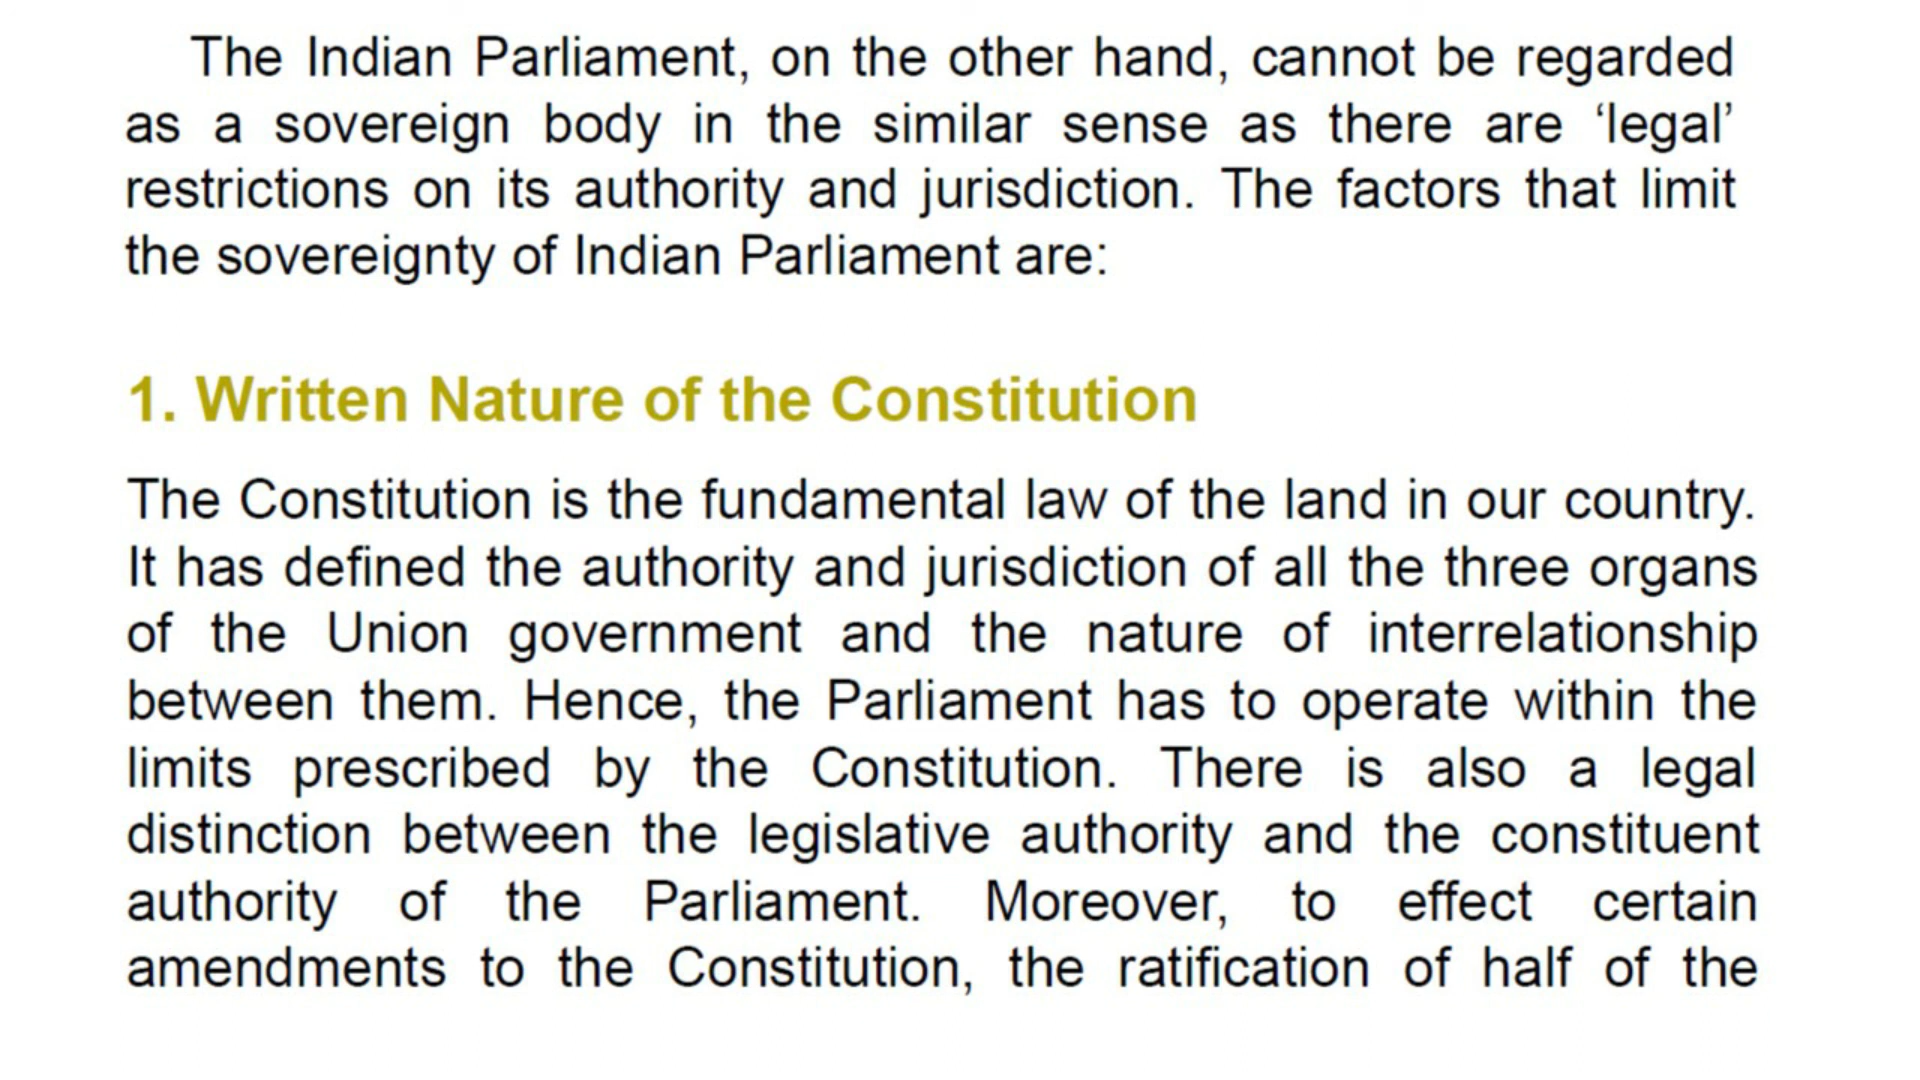 The Indian Parliament, on the other hand, cannot be regarded
as a sovereign body in the similar sense as there are ‘legal’
restrictions on its authority and jurisdiction. The factors that limit
the sovereignty of Indian Parliament are:
1. Written Nature of the Constitution
The Constitution is the fundamental law of the land in our country.
It has defined the authority and jurisdiction of all the three organs
of the Union government and the nature of interrelationship
between them. Hence, the Parliament has to operate within the
limits prescribed by the Constitution. There is also a legal
distinction between the legislative authority and the constituent
authority of the Parliament. Moreover, to effect certain
amendments to the Constitution, the ratification of half of the